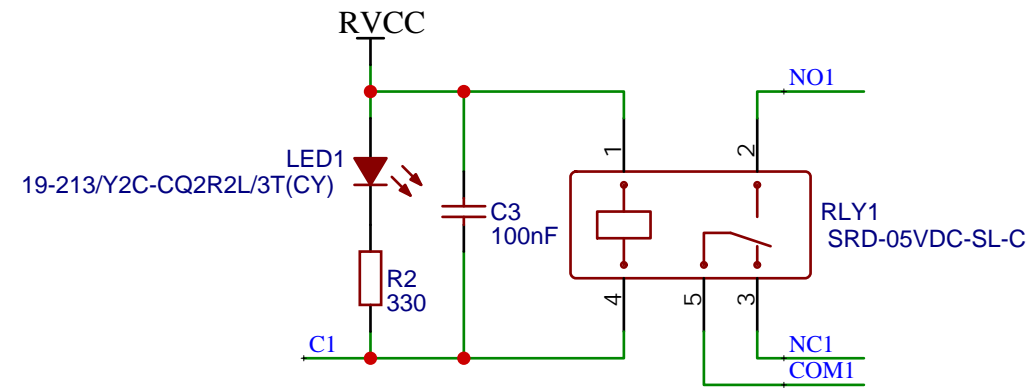 RVCC
NO1
LED1
19-213/Y2C-CQ2R2L/3T(CY)
1
2
C3
100nF
RLY1
SRD-05VDC-SL-C
R2
330
4
5
3
C1
NC1
COM1